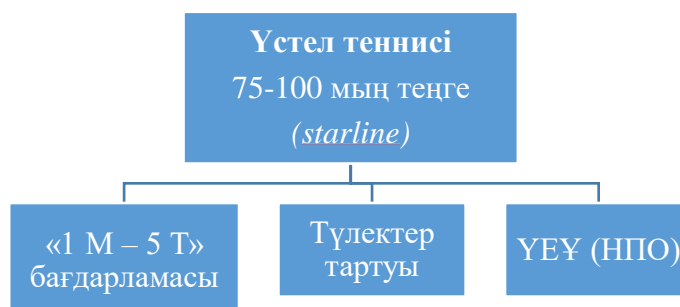 Үстел теннисі
75-100 мың теңге
(starline)
«1 М – 5 Т»
бағдарламасы
Түлектер
тартуы
ҮЕҰ (НПО)